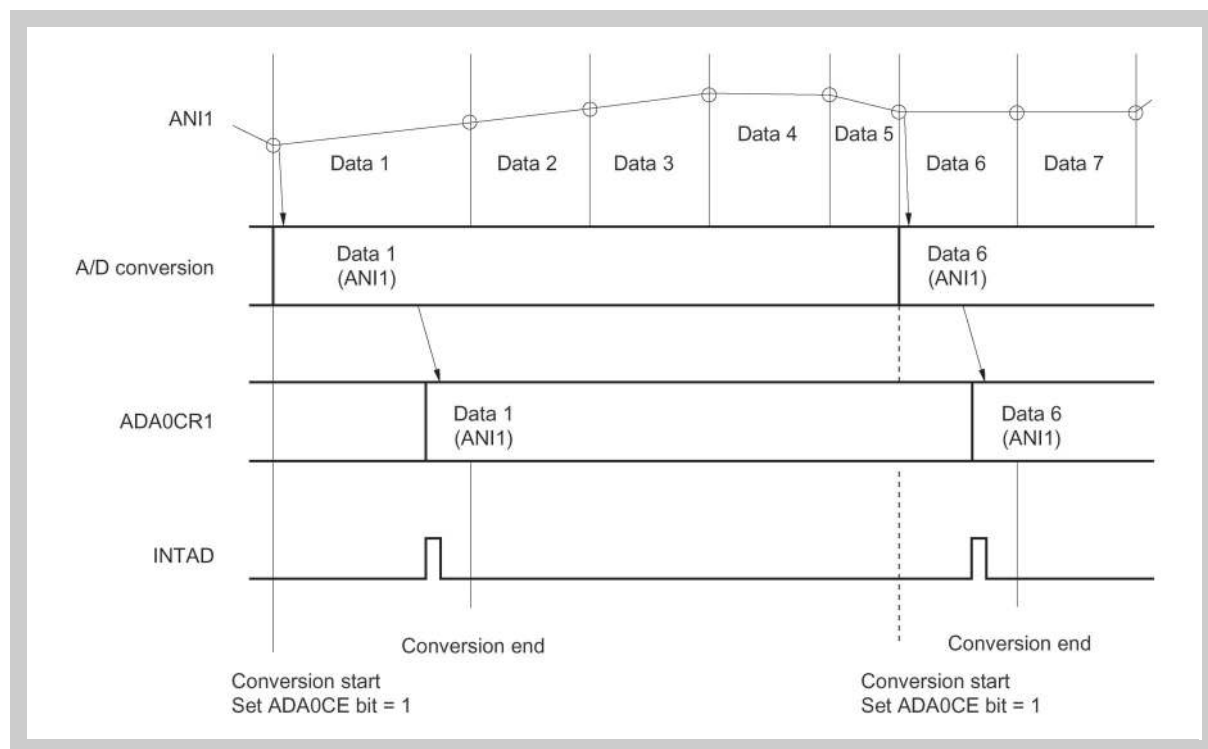 ANI1
Data 1
Data 2
Data 3
Data 4
Data 5
Data 6
Data 7
A/D conversion
Data 1
(ANI1)
Data 6
(ANI1)
ADA0CR1
Data 1
(ANI1)
Data 6
(ANI1)
INTAD
Conversion end
Conversion end
Conversion start
Set ADA0CE bit = 1
Conversion start
Set ADA0CE bit = 1